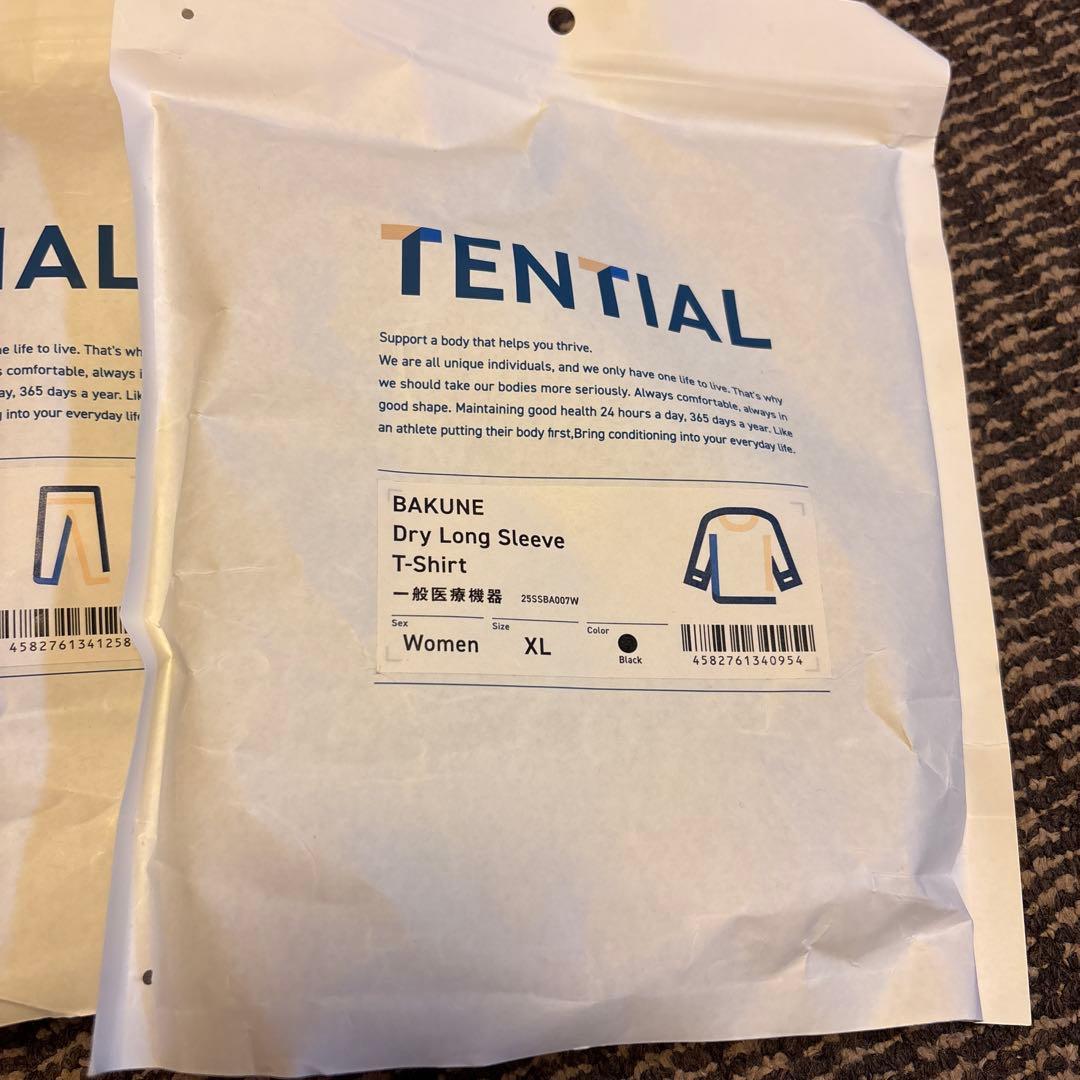 IAL
e life to live. That's wh
comfortable, always i
ay, 365 days a year. Lik
into your everyday life
4582761341258
TENTIAL
Support a body that helps you thrive.
We are all unique individuals, and we only have one life to live. That's why
we should take our bodies more seriously. Always comfortable, always in
good shape. Maintaining good health 24 hours a day, 365 days a year. Like
an athlete putting their body first,Bring conditioning into your everyday life.
BAKUNE
Dry Long Sleeve
T-Shirt
一般医療機器 25SSBA007W
Sex Size Color
Women XL Black
4582761340954